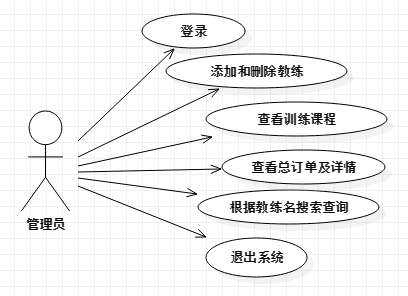 登录
添加和删除教练
查看训练课程
查看总订单及详情
根据教练名搜索查询
管理员
退出系统